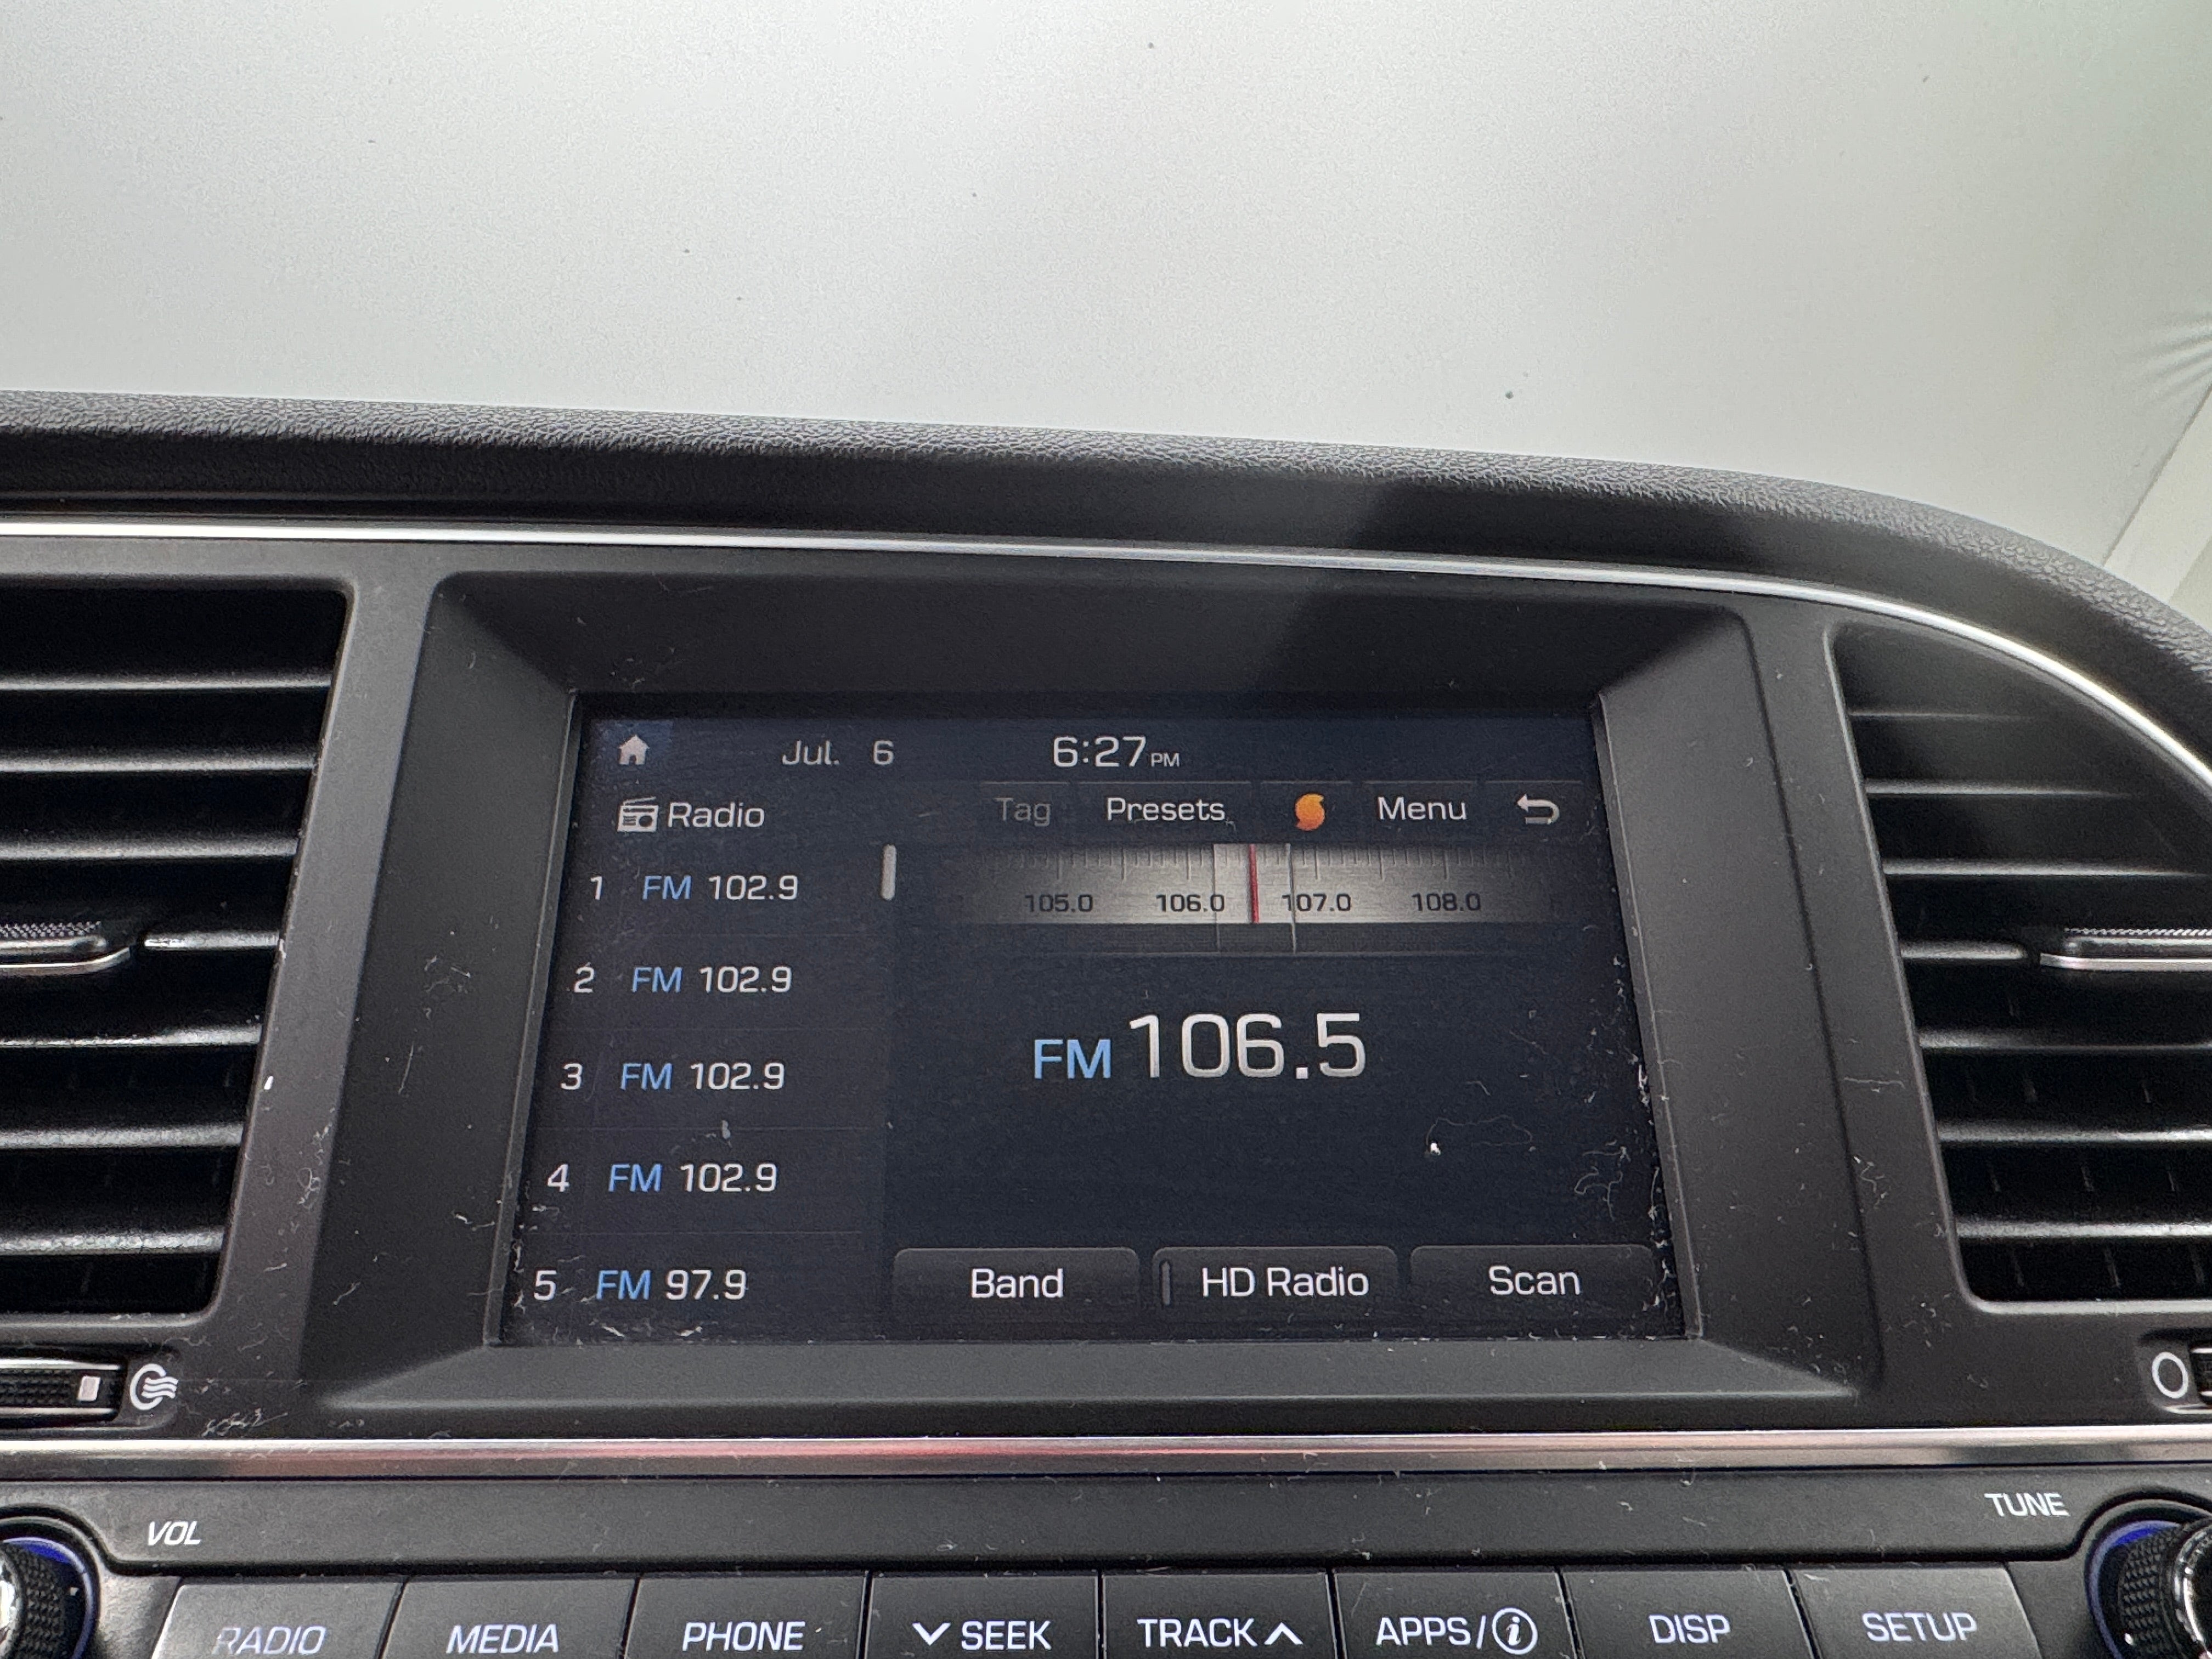 Jul. 6 6:27 PM
Radio Tag Presets Menu
1 FM 102.9
105.0 106.0 107.0 108.0
2 FM 102.9
FM 106.5
3 FM 102.9
4 FM 102.9
5 FM 97.9
Band HD Radio Scan
VOL
TUNE
RADIO MEDIA PHONE SEEK TRACK APPS/i DISP SETUP